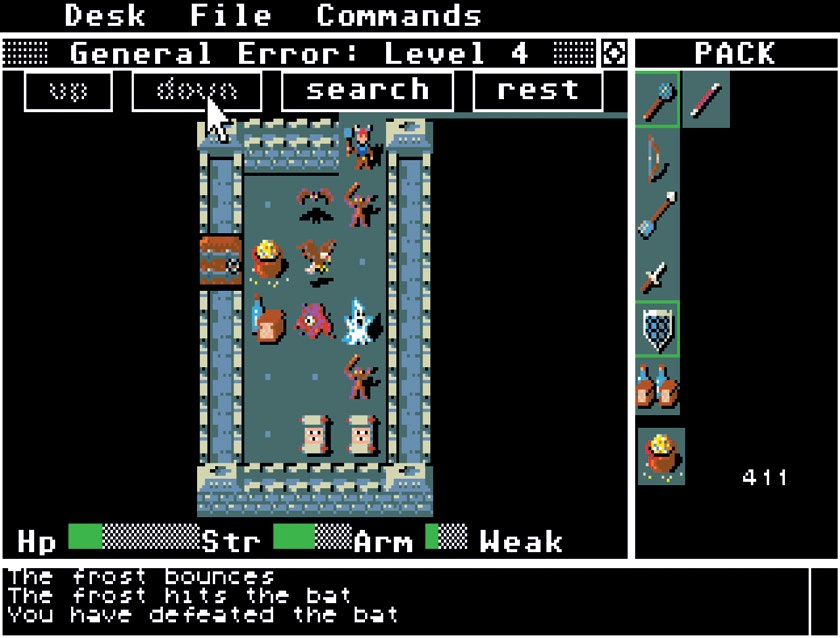 Desk File Commands
General Error: Level 4
PACK
up down search rest
411
Hp Str Arm Weak
The frost bounces
The frost hits the bat
You have defeated the bat